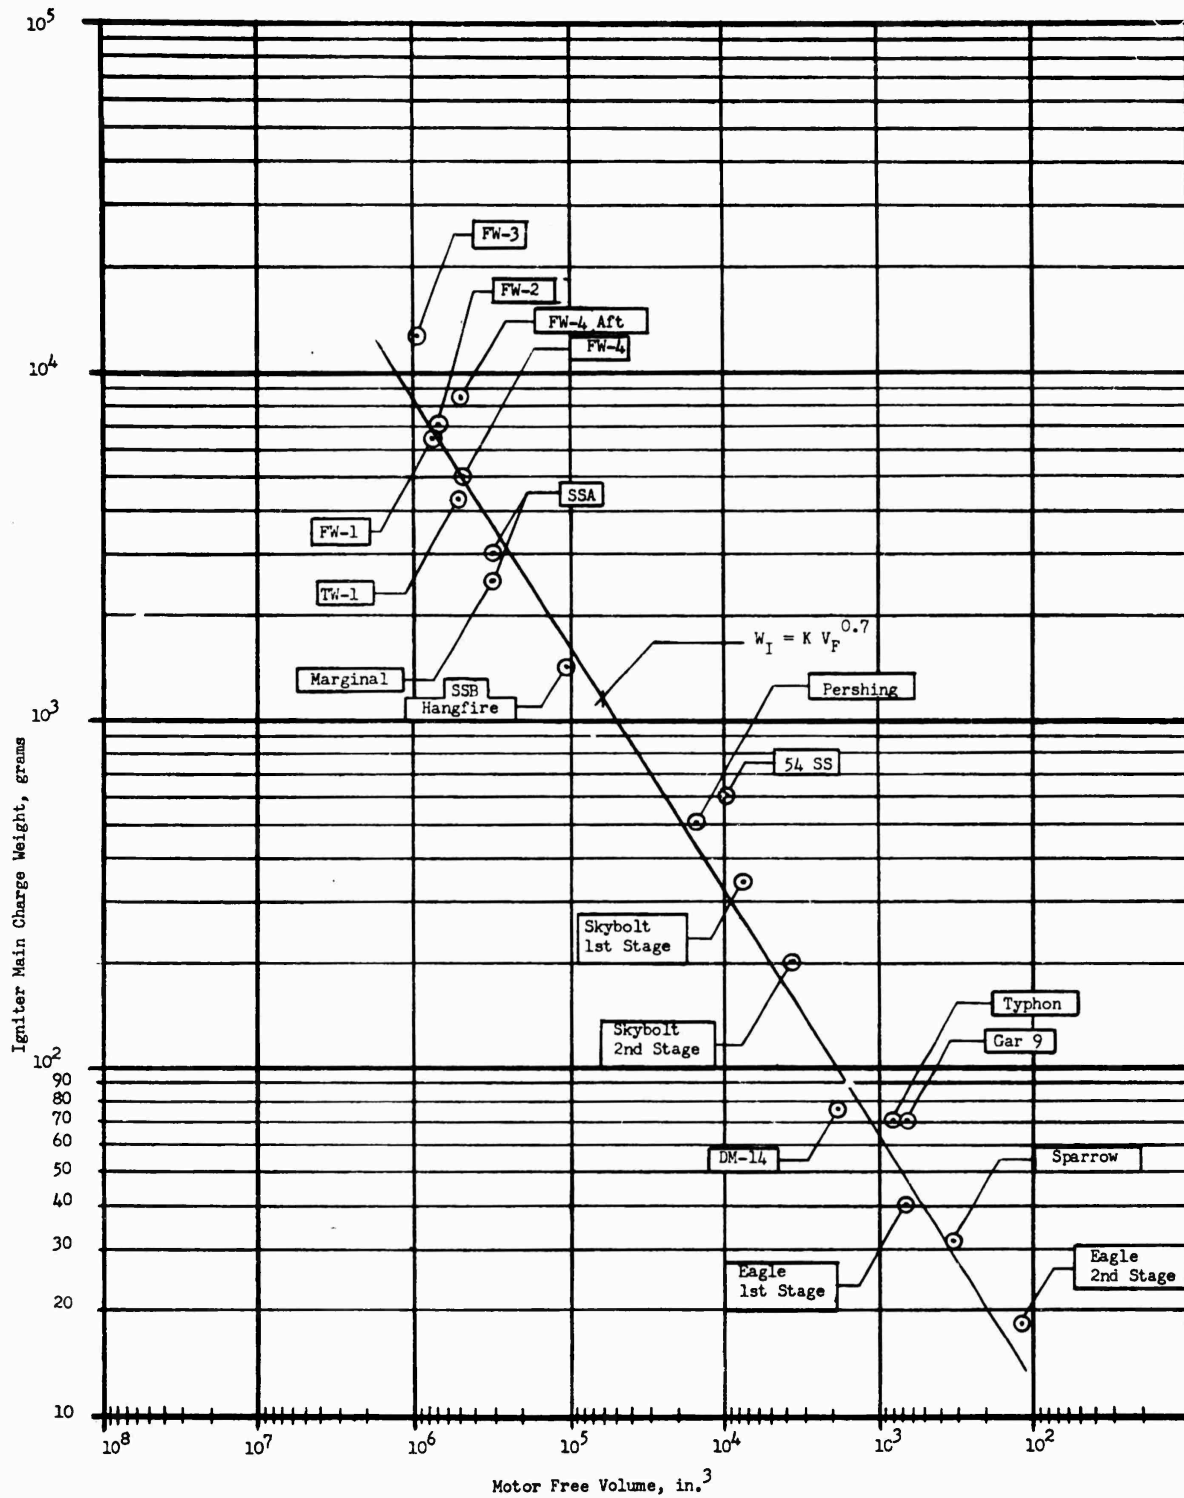 10^5
FW-3
FW-2
FW-4 Aft
FW-4
10^4
SSA
FW-1
TW-1
W_I = K V_F^0.7
Marginal
SSB
Hangfire
Pershing
10^3
54 SS
Igniter Main Charge Weight, grams
Skybolt
1st Stage
Typhon
Skybolt
2nd Stage
Gar 9
10^2
90
80
70
60
50
40
30
20
10
DM-14
Sparrow
Eagle
1st Stage
Eagle
2nd Stage
10^8 10^7 10^6 10^5 10^4 10^3 10^2
Motor Free Volume, in.^3